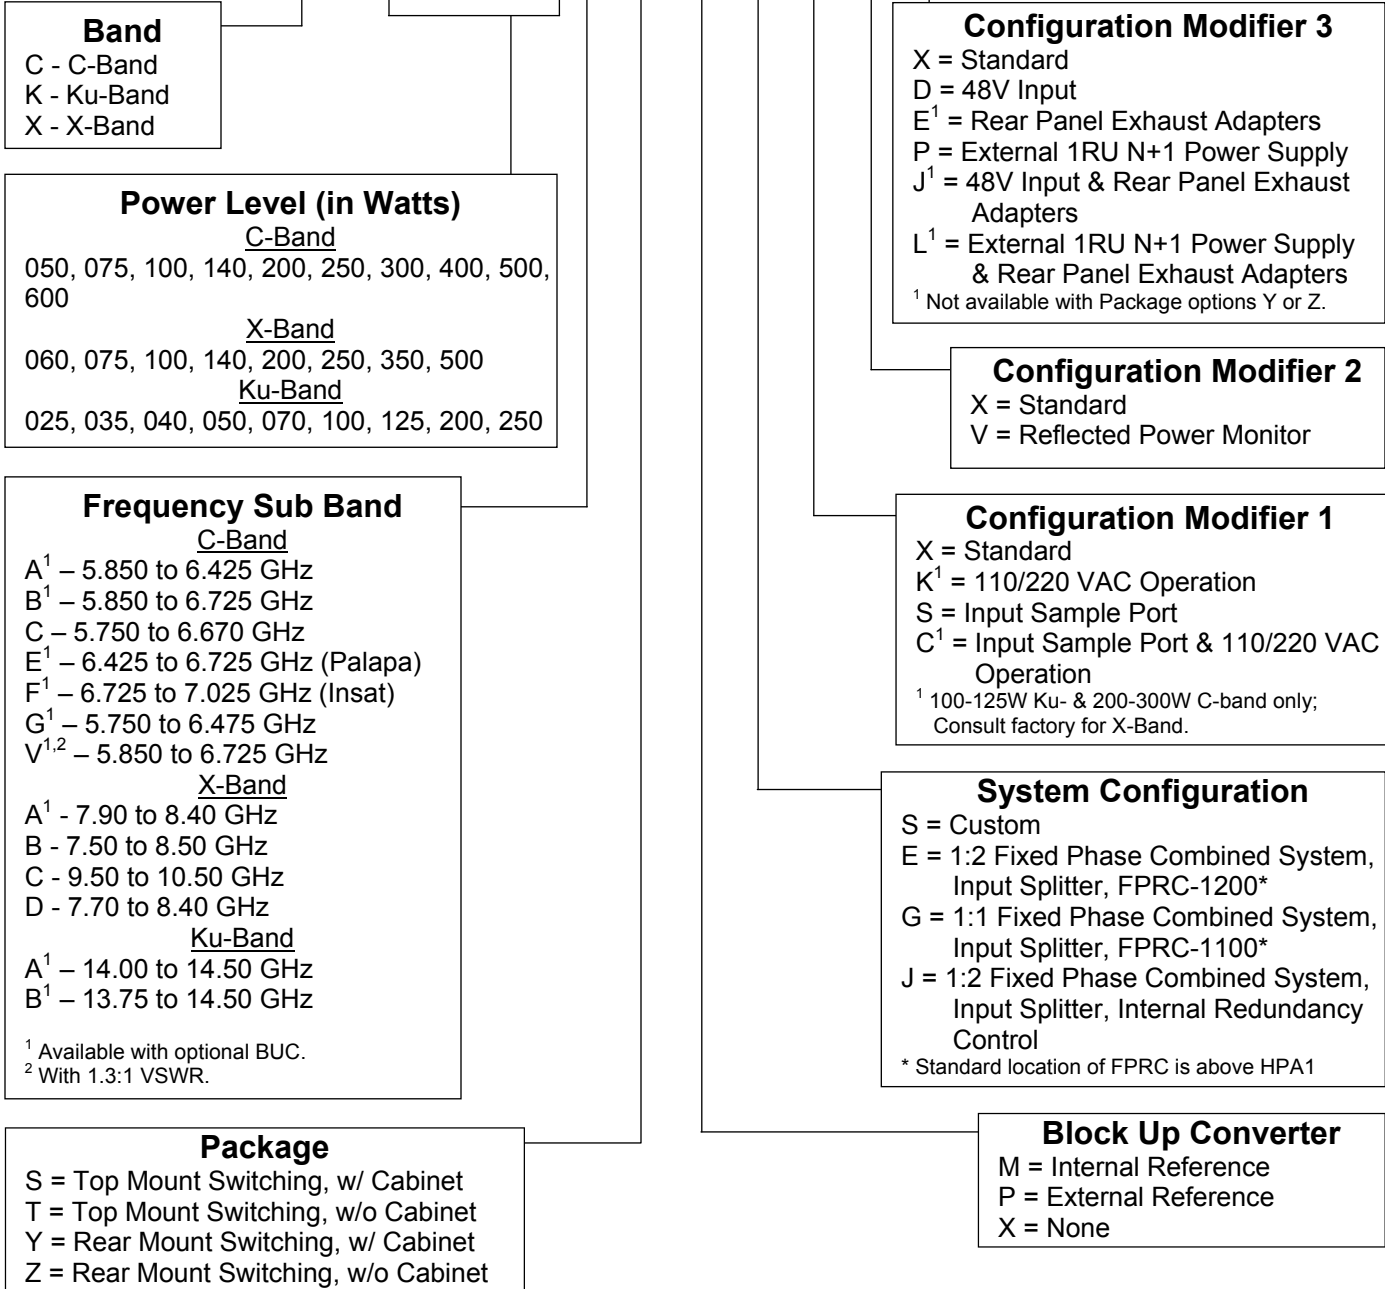 Band
C - C-Band
K - Ku-Band
X - X-Band
Power Level (in Watts)
C-Band
050, 075, 100, 140, 200, 250, 300, 400, 500,
600
X-Band
060, 075, 100, 140, 200, 250, 350, 500
Ku-Band
025, 035, 040, 050, 070, 100, 125, 200, 250
Frequency Sub Band
C-Band
A¹ – 5.850 to 6.425 GHz
B¹ – 5.850 to 6.725 GHz
C – 5.750 to 6.670 GHz
E¹ – 6.425 to 6.725 GHz (Palapa)
F¹ – 6.725 to 7.025 GHz (Insat)
G¹ – 5.750 to 6.475 GHz
V¹,² – 5.850 to 6.725 GHz
X-Band
A¹ - 7.90 to 8.40 GHz
B - 7.50 to 8.50 GHz
C - 9.50 to 10.50 GHz
D - 7.70 to 8.40 GHz
Ku-Band
A¹ – 14.00 to 14.50 GHz
B¹ – 13.75 to 14.50 GHz
¹ Available with optional BUC.
² With 1.3:1 VSWR.
Package
S = Top Mount Switching, w/ Cabinet
T = Top Mount Switching, w/o Cabinet
Y = Rear Mount Switching, w/ Cabinet
Z = Rear Mount Switching, w/o Cabinet
Configuration Modifier 3
X = Standard
D = 48V Input
E¹ = Rear Panel Exhaust Adapters
P = External 1RU N+1 Power Supply
J¹ = 48V Input & Rear Panel Exhaust
Adapters
L¹ = External 1RU N+1 Power Supply
& Rear Panel Exhaust Adapters
¹ Not available with Package options Y or Z.
Configuration Modifier 2
X = Standard
V = Reflected Power Monitor
Configuration Modifier 1
X = Standard
K¹ = 110/220 VAC Operation
S = Input Sample Port
C¹ = Input Sample Port & 110/220 VAC
Operation
¹ 100-125W Ku- & 200-300W C-band only;
Consult factory for X-Band.
System Configuration
S = Custom
E = 1:2 Fixed Phase Combined System,
Input Splitter, FPRC-1200*
G = 1:1 Fixed Phase Combined System,
Input Splitter, FPRC-1100*
J = 1:2 Fixed Phase Combined System,
Input Splitter, Internal Redundancy
Control
* Standard location of FPRC is above HPA1
Block Up Converter
M = Internal Reference
P = External Reference
X = None